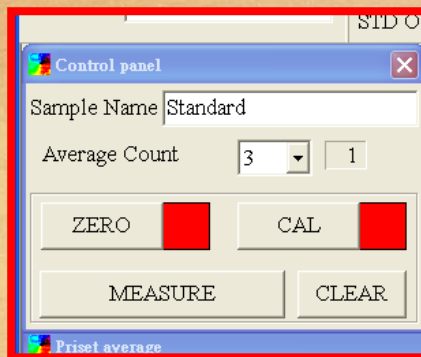 STD O
Control panel
Sample Name Standard
Average Count 3 1
ZERO CAL
MEASURE CLEAR
Priset average